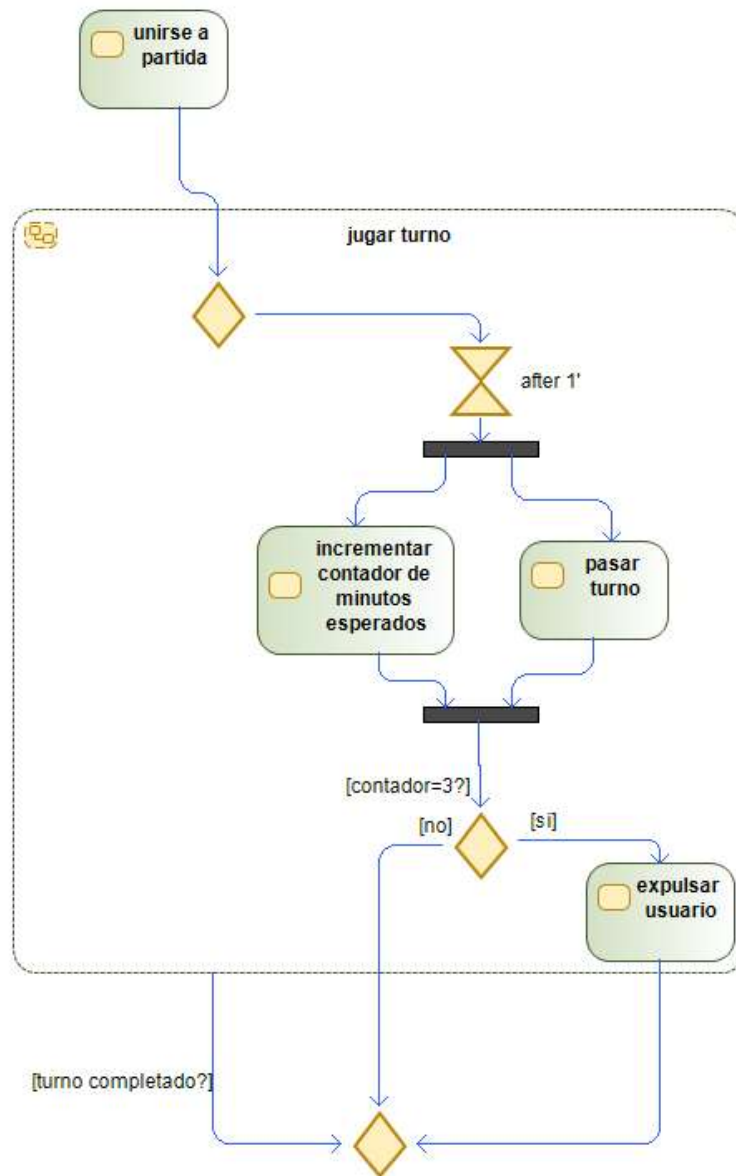 unirse a
partida
jugar turno
after 1'
incrementar
contador de
minutos
esperados
pasar
turno
[contador=3?]
[no]
[si]
expulsar
usuario
[turno completado?]